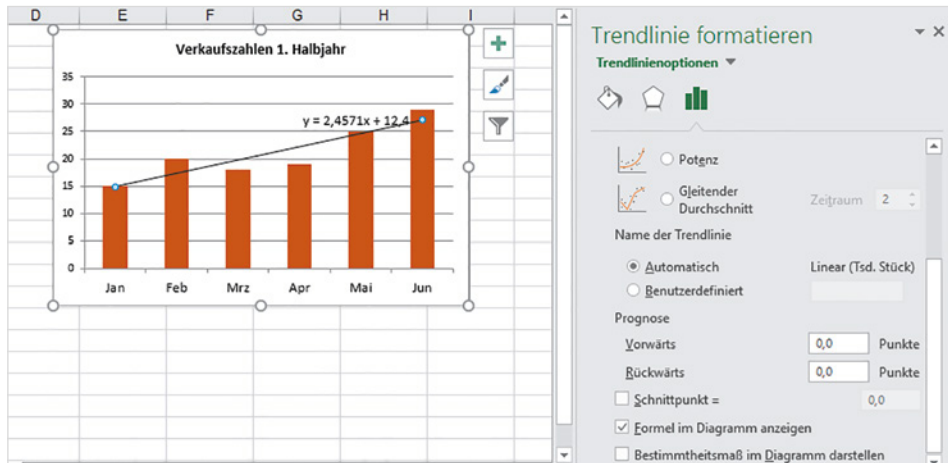 D E F G H I
Verkaufszahlen 1. Halbjahr
35
30
25
20
15
10
5
0
y = 2,4571x + 12,4
Jan Feb Mrz Apr Mai Jun
Trendlinie formatieren
Trendlinienoptionen
Potenz
Gleitender
Durchschnitt
Zeitraum 2
Name der Trendlinie
Automatisch Linear (Tsd. Stück)
Benutzerdefiniert
Prognose
Vorwärts 0,0 Punkte
Rückwärts 0,0 Punkte
Schnittpunkt = 0,0
Formel im Diagramm anzeigen
Bestimmtheitsmaß im Diagramm darstellen